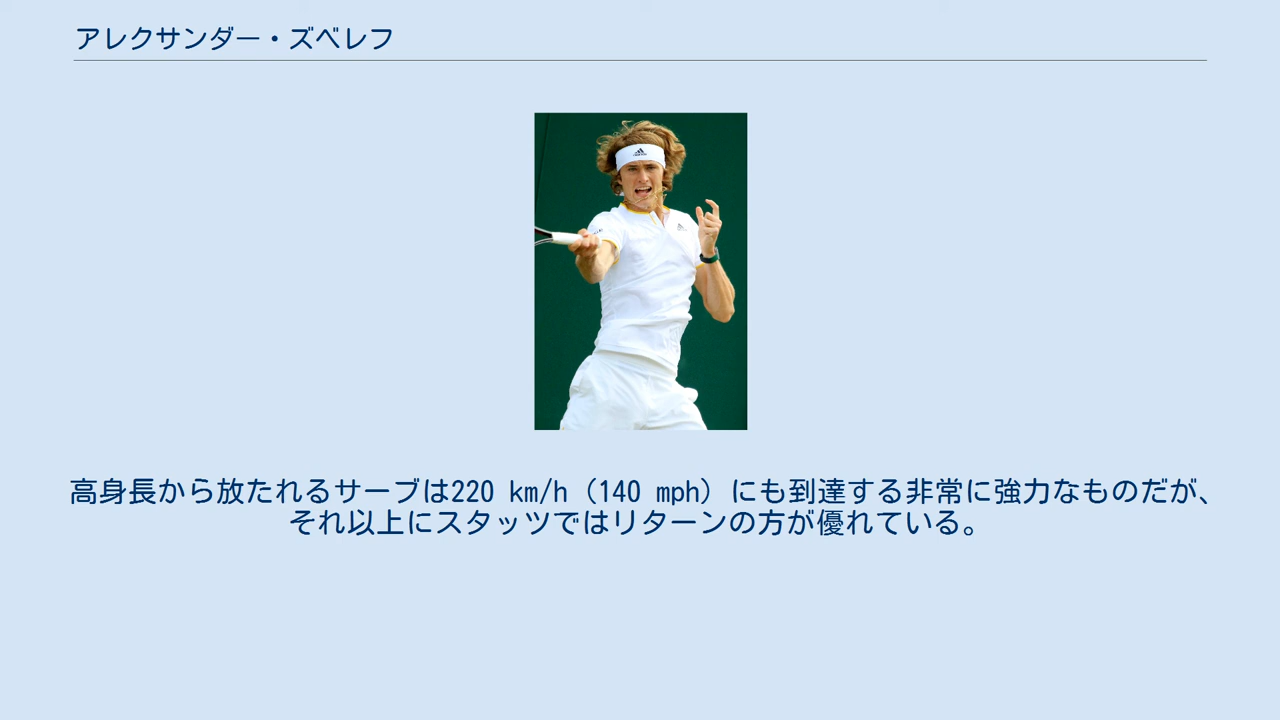 アレクサンダー・ズベレフ
高身長から放たれるサーブは220 km/h（140 mph）にも到達する非常に強力なものだが、
それ以上にスタッツではリターンの方が優れている。